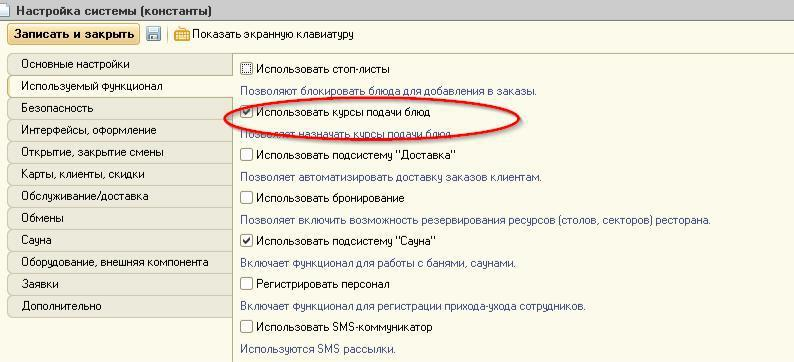 Настройка системы (константы)
Записать и закрыть Показать экранную клавиатуру
Основные настройки
Используемый функционал
Безопасность
Интерфейсы, оформление
Открытие, закрытие смены
Карты, клиенты, скидки
Обслуживание/доставка
Обмены
Сауна
Оборудование, внешняя компонента
Заявки
Дополнительно
Использовать стоп-листы
Позволяют блокировать блюда для добавления в заказы.
Использовать курсы подачи блюд
Позволяет назначать курсы подачи блюд.
Использовать подсистему "Доставка"
Позволяет автоматизировать доставку заказов клиентам.
Использовать бронирование
Позволяет включить возможность резервирования ресурсов (столов, секторов) ресторана.
Использовать подсистему "Сауна"
Включает функционал для работы с банями, саунами.
Регистрировать персонал
Включает функционал для регистрации прихода-ухода сотрудников.
Использовать SMS-коммуникатор
Используются SMS рассылки.